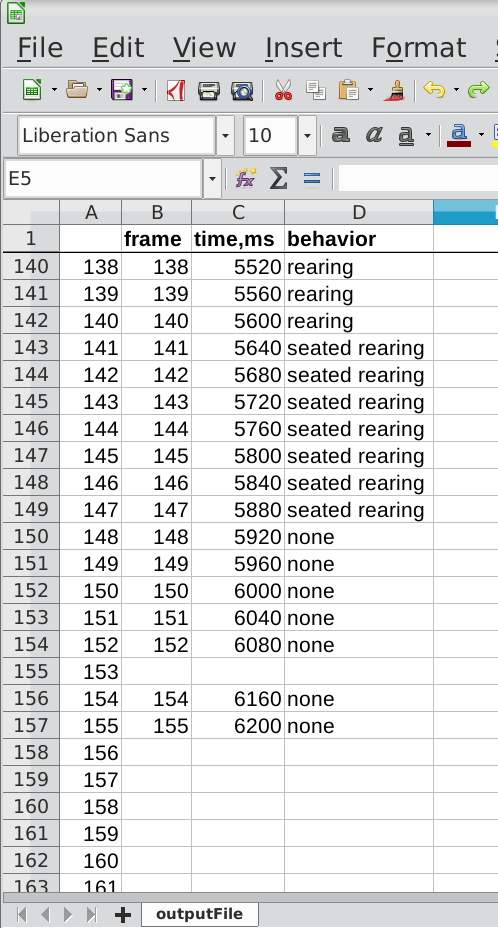 File Edit View Insert Format
Liberation Sans 10 a a a a
E5 fx Σ =
A B C D
1 frame time,ms behavior
140 138 138 5520 rearing
141 139 139 5560 rearing
142 140 140 5600 rearing
143 141 141 5640 seated rearing
144 142 142 5680 seated rearing
145 143 143 5720 seated rearing
146 144 144 5760 seated rearing
147 145 145 5800 seated rearing
148 146 146 5840 seated rearing
149 147 147 5880 seated rearing
150 148 148 5920 none
151 149 149 5960 none
152 150 150 6000 none
153 151 151 6040 none
154 152 152 6080 none
155 153
156 154 154 6160 none
157 155 155 6200 none
158 156
159 157
160 158
161 159
162 160
163 161
outputFile